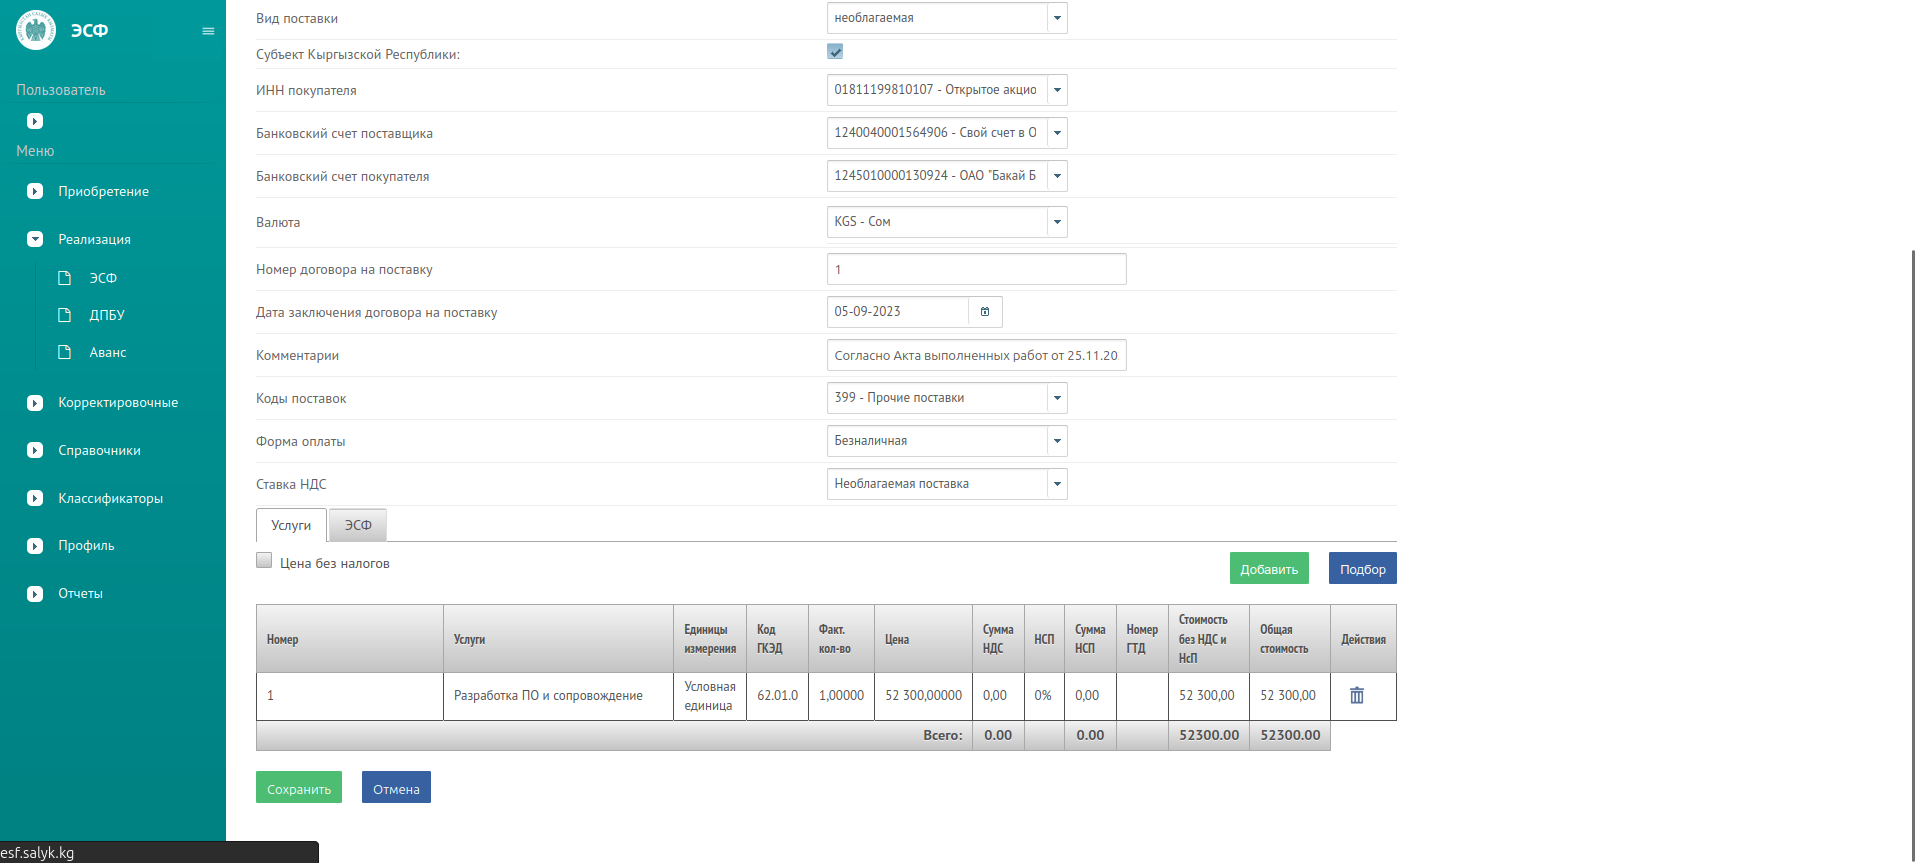 ЭСФ
Пользователь
Меню
Приобретение
Реализация
ЭСФ
ДПБУ
Аванс
Корректировочные
Справочники
Классификаторы
Профиль
Отчеты
esf.salyk.kg
Вид поставки
необлагаемая
Субъект Кыргызской Республики:
ИНН покупателя
01811199810107 - Открытое акцио
Банковский счет поставщика
1240040001564906 - Свой счет в О
Банковский счет покупателя
1245010000130924 - ОАО "Бакай Б
Валюта
KGS - Сом
Номер договора на поставку
1
Дата заключения договора на поставку
05-09-2023
Комментарии
Согласно Акта выполненных работ от 25.11.20
Коды поставок
399 - Прочие поставки
Форма оплаты
Безналичная
Ставка НДС
Необлагаемая поставка
Услуги ЭСФ
Цена без налогов
Добавить Подбор
Номер
Услуги
Единицы
измерения
Код
ГКЭД
Факт.
кол-во
Цена
Сумма
НДС
НСП
Сумма
НСП
Номер
ГТД
Стоимость
без НДС и
НсП
Общая
стоимость
Действия
1
Разработка ПО и сопровождение
Условная
единица
62.01.0
1,00000
52 300,00000
0,00
0%
0,00
52 300,00
52 300,00
Всего: 0.00 0.00 52300.00 52300.00
Сохранить Отмена